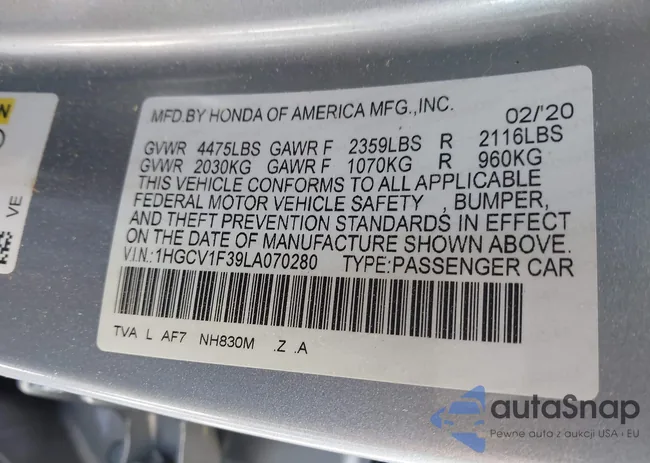 MFD.BY HONDA OF AMERICA MFG.,INC. 02/'20
GVWR 4475LBS GAWR F 2359LBS R 2116LBS
GVWR 2030KG GAWR F 1070KG R 960KG
THIS VEHICLE CONFORMS TO ALL APPLICABLE
FEDERAL MOTOR VEHICLE SAFETY , BUMPER,
AND THEFT PREVENTION STANDARDS IN EFFECT
ON THE DATE OF MANUFACTURE SHOWN ABOVE.
V.I.N.:1HGCV1F39LA070280 TYPE:PASSENGER CAR
TVA L AF7 NH830M .Z .A
VE
autaSnap
Pewne auta z aukcji USA i EU